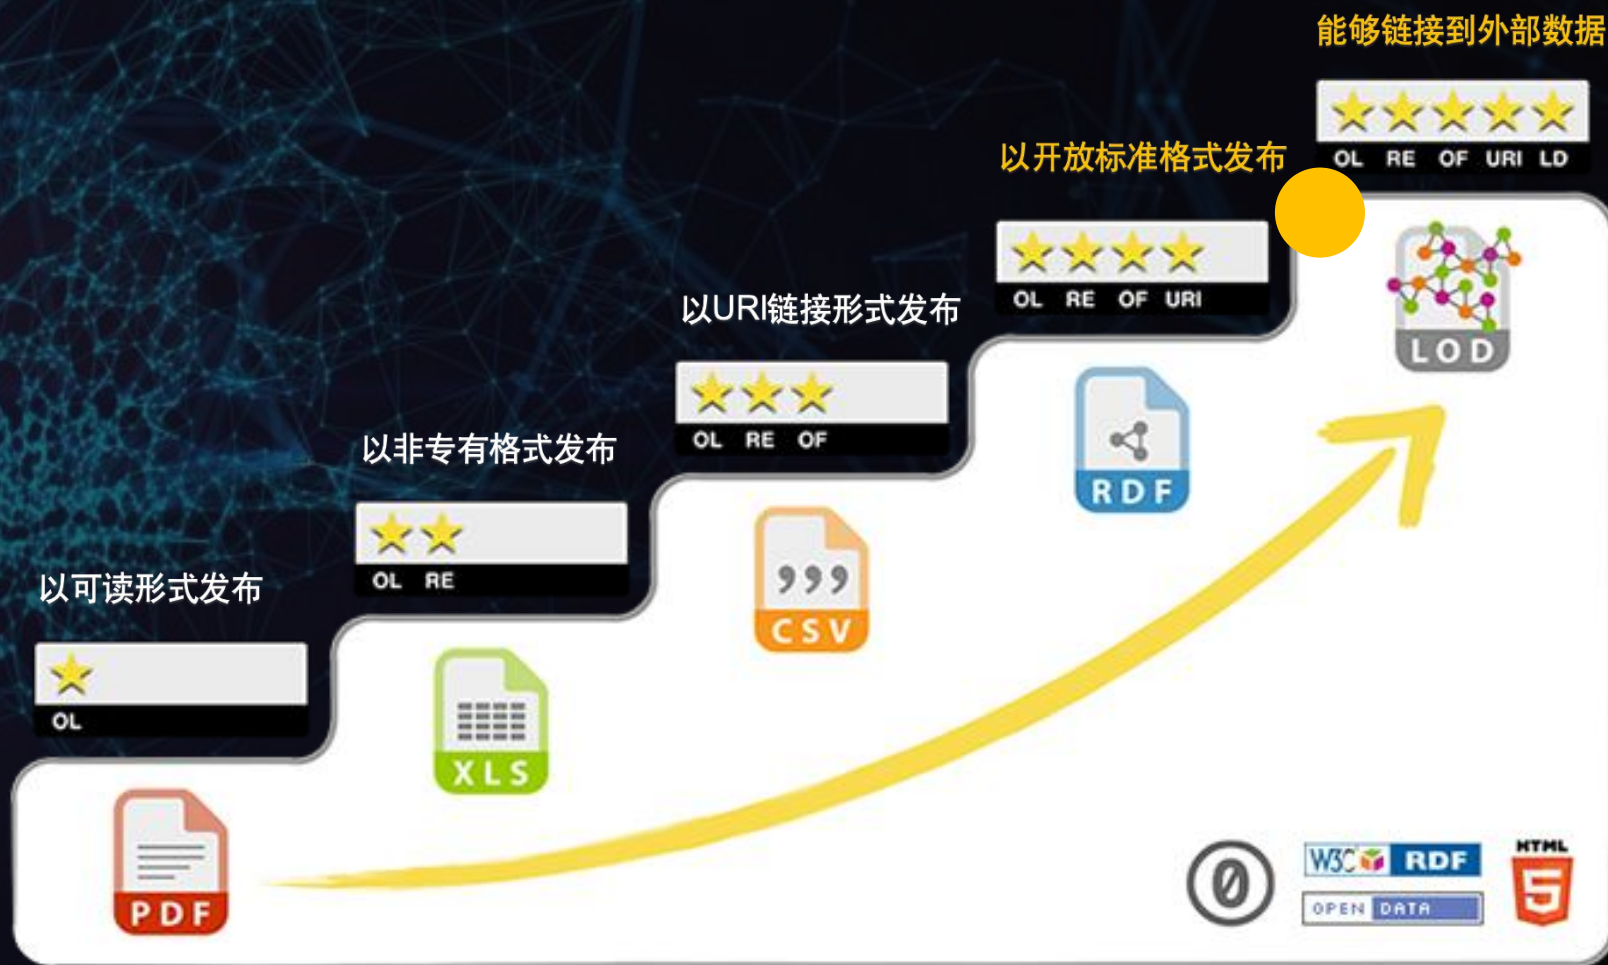 能够链接到外部数据
OL RE OF URI LD
以开放标准格式发布
OL RE OF URI
LOD
以URI链接形式发布
OL RE OF
RDF
以非专有格式发布
OL RE
CSV
以可读形式发布
OL
XLS
PDF
W3C RDF
OPEN DATA
HTML
5
0